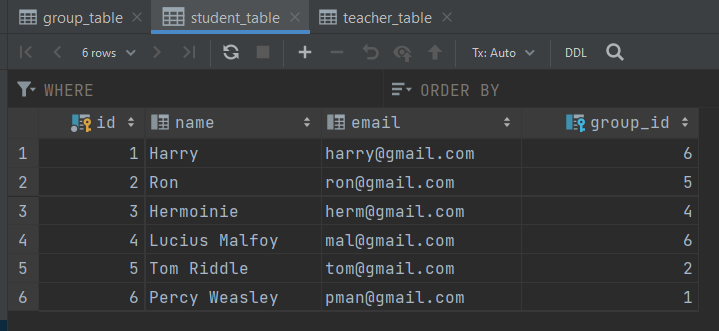 group_table student_table teacher_table
6 rows Tx: Auto DDL
WHERE ORDER BY
id name email group_id
1 1 Harry harry@gmail.com 6
2 2 Ron ron@gmail.com 5
3 3 Hermoinie herm@gmail.com 4
4 4 Lucius Malfoy mal@gmail.com 6
5 5 Tom Riddle tom@gmail.com 2
6 6 Percy Weasley pman@gmail.com 1